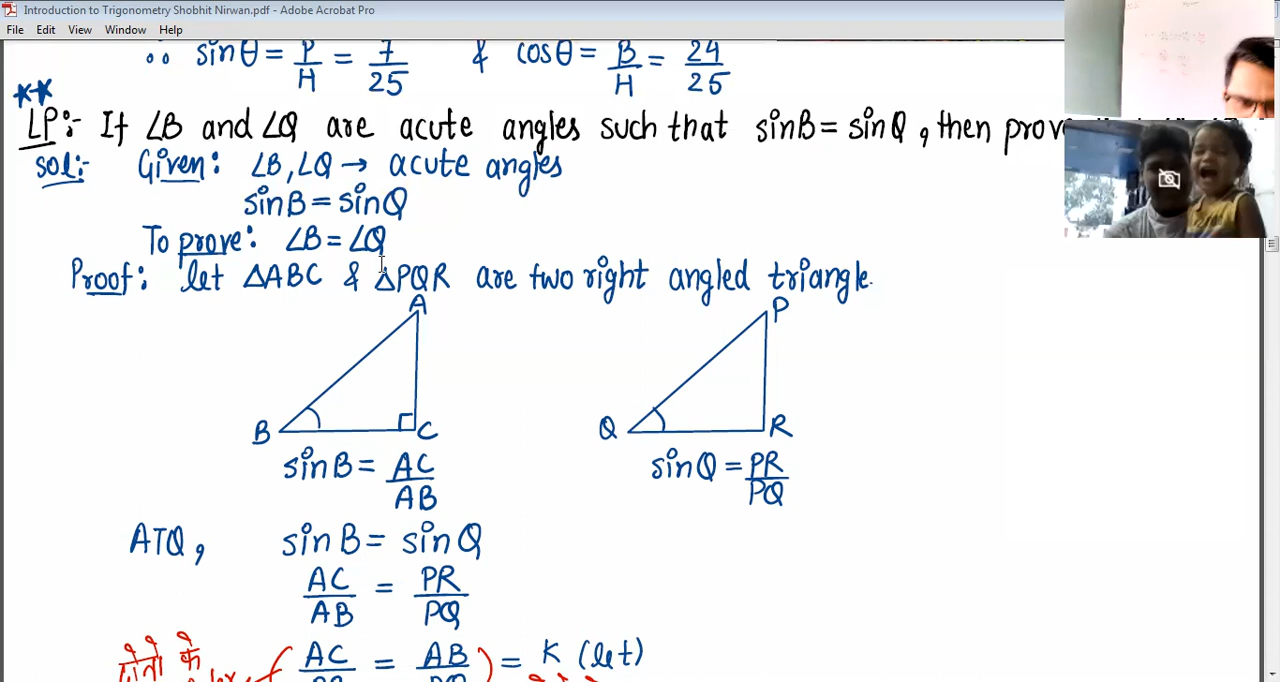 Introduction to Trigonometry Shobhit Nirwan.pdf - Adobe Acrobat Pro
File Edit View Window Help
∴ sinθ = P/H = 7/25 & cosθ = B/H = 24/25
LP:- If ∠B and ∠Q are acute angles such that sinB = sinQ, then prove
Sol:- Given: ∠B, ∠Q → acute angles
sinB = sinQ
To prove: ∠B = ∠Q
Proof: let ΔABC & ΔPQR are two right angled triangle.
A P
B C Q R
sinB = AC/AB sinQ = PR/PQ
ATQ, sinB = sinQ
AC/AB = PR/PQ
दोनो के ( AC = AB ) = K (let)